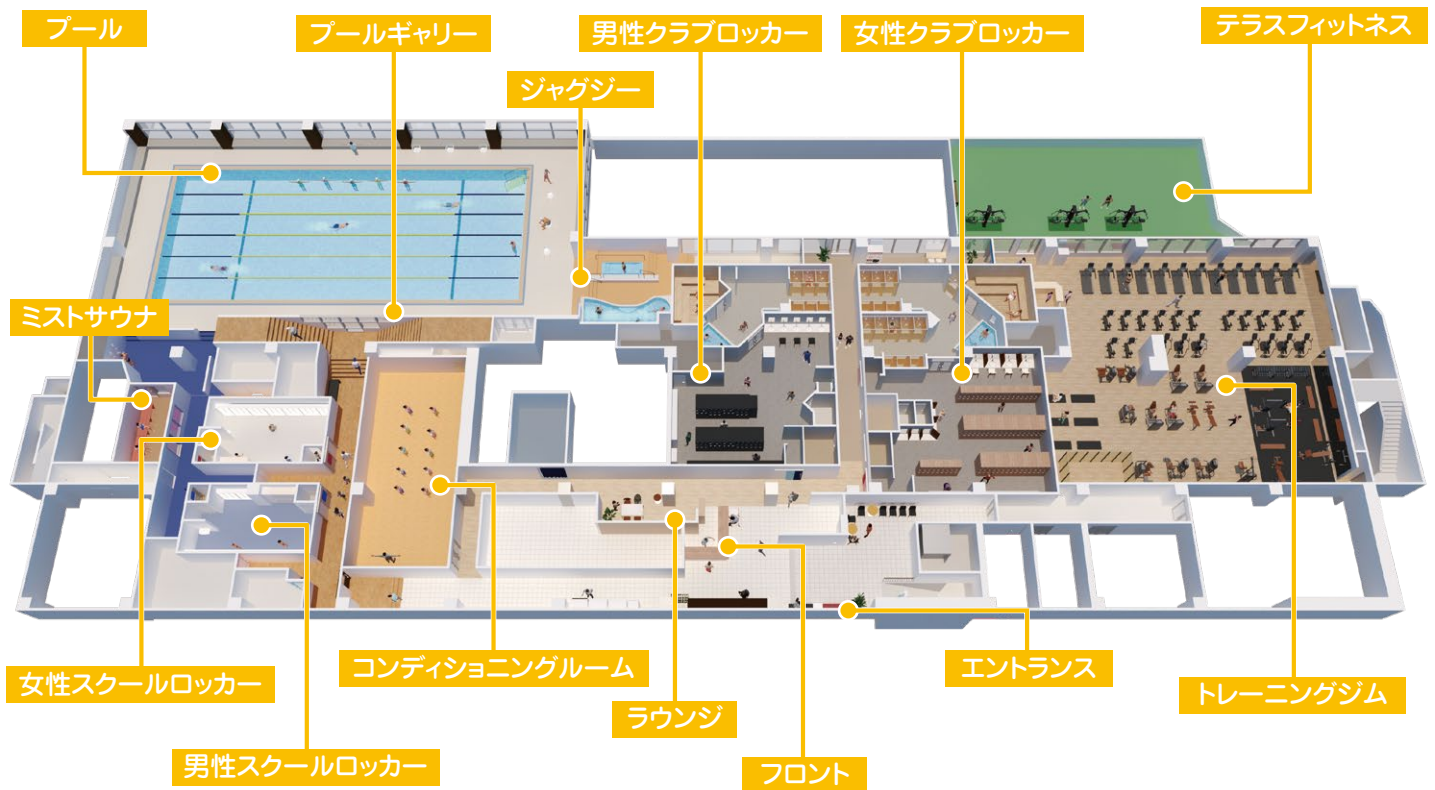 プール
プールギャリー
男性クラブロッカー
女性クラブロッカー
テラスフィットネス
ジャグジー
ミストサウナ
女性スクールロッカー
コンディショニングルーム
エントランス
トレーニングジム
ラウンジ
男性スクールロッカー
フロント